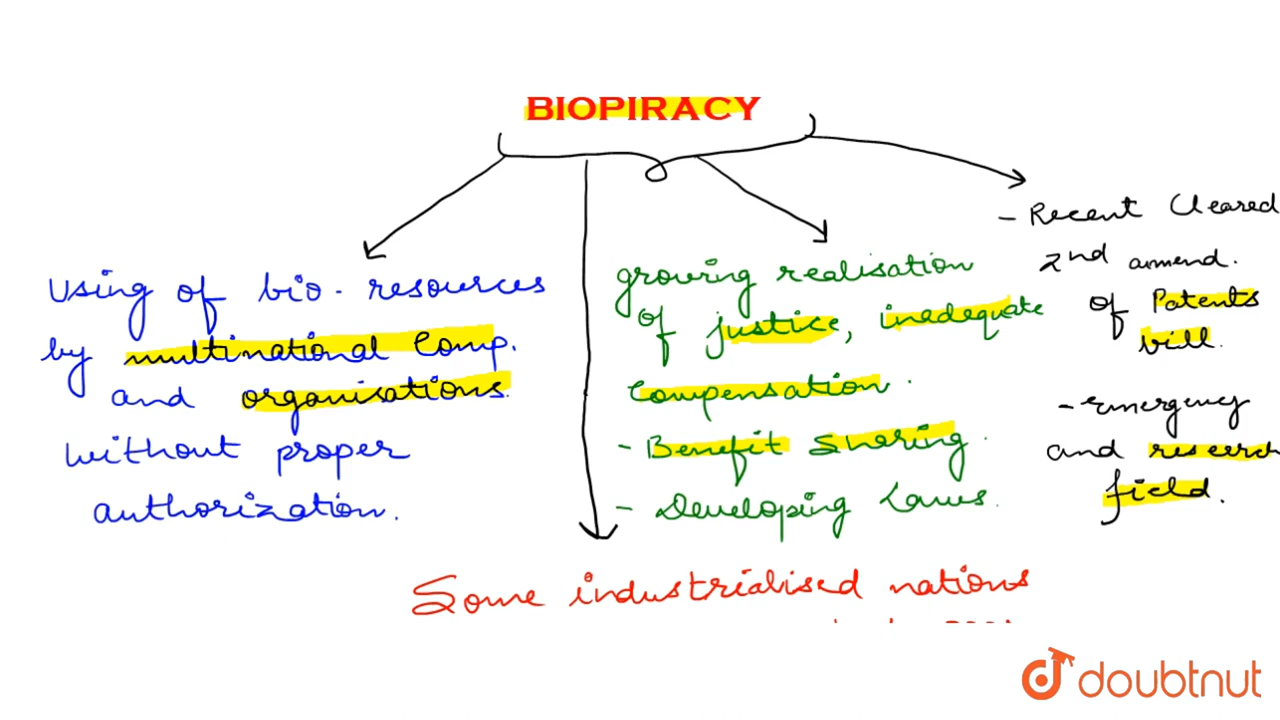 BIOPIRACY
Using of bio-resources
by multinational Comp.
and organisations.
without proper
authorization.
growing realisation
of justice, inadequate
Compensation.
- Benefit Sharing.
- Developing Laws.
- Recent Cleared
2nd amend.
of Patents
bill.
- Emergency
and research
field.
Some industrialised nations
doubtnut